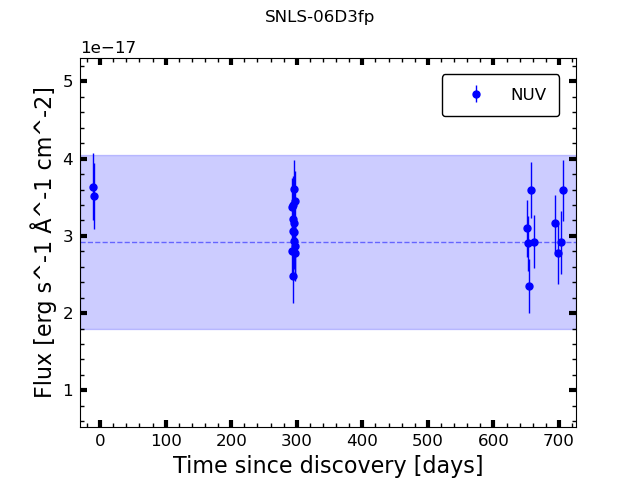 SNLS-06D3fp
1e−17
NUV
5
4
3
2
1
Flux [erg s^-1 Å^-1 cm^-2]
0 100 200 300 400 500 600 700
Time since discovery [days]